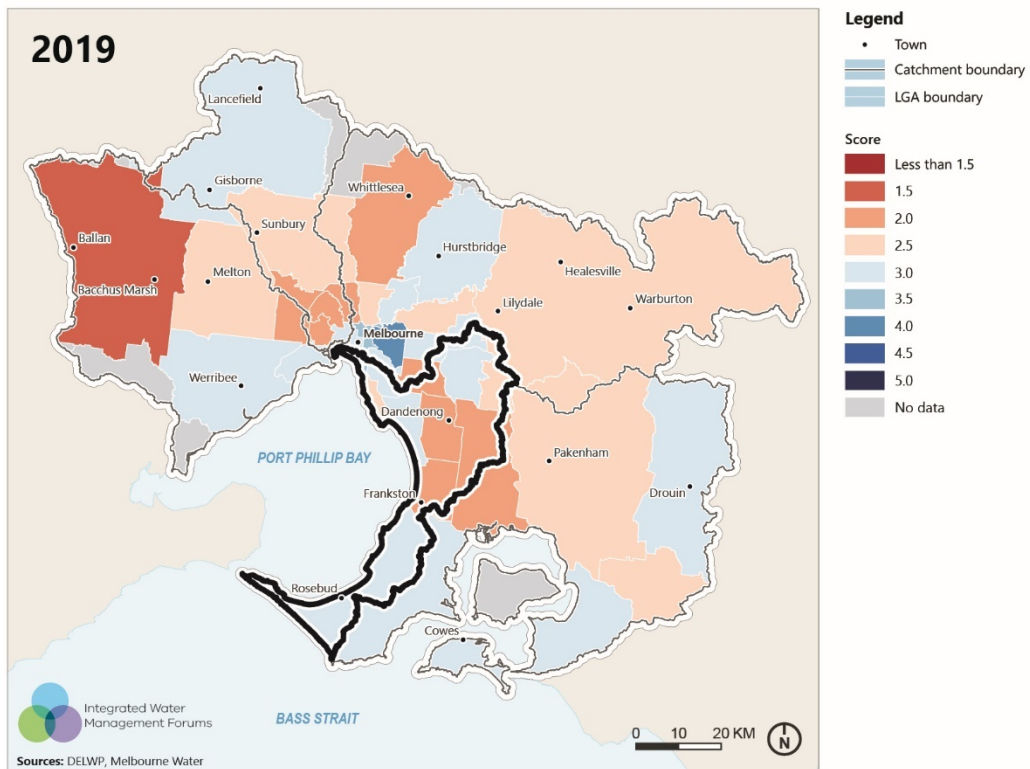 2019
Lancefield
Gisborne
Whittlesea
Sunbury
Ballan
Hurstbridge
Healesville
Melton
Bacchus Marsh
Lilydale
Warburton
Melbourne
Werribee
Dandenong
PORT PHILLIP BAY
Pakenham
Frankston
Drouin
Rosebud
Cowes
Integrated Water
Management Forums
BASS STRAIT
0 10 20 KM
N
Sources: DELWP, Melbourne Water
Legend
Town
Catchment boundary
LGA boundary
Score
Less than 1.5
1.5
2.0
2.5
3.0
3.5
4.0
4.5
5.0
No data